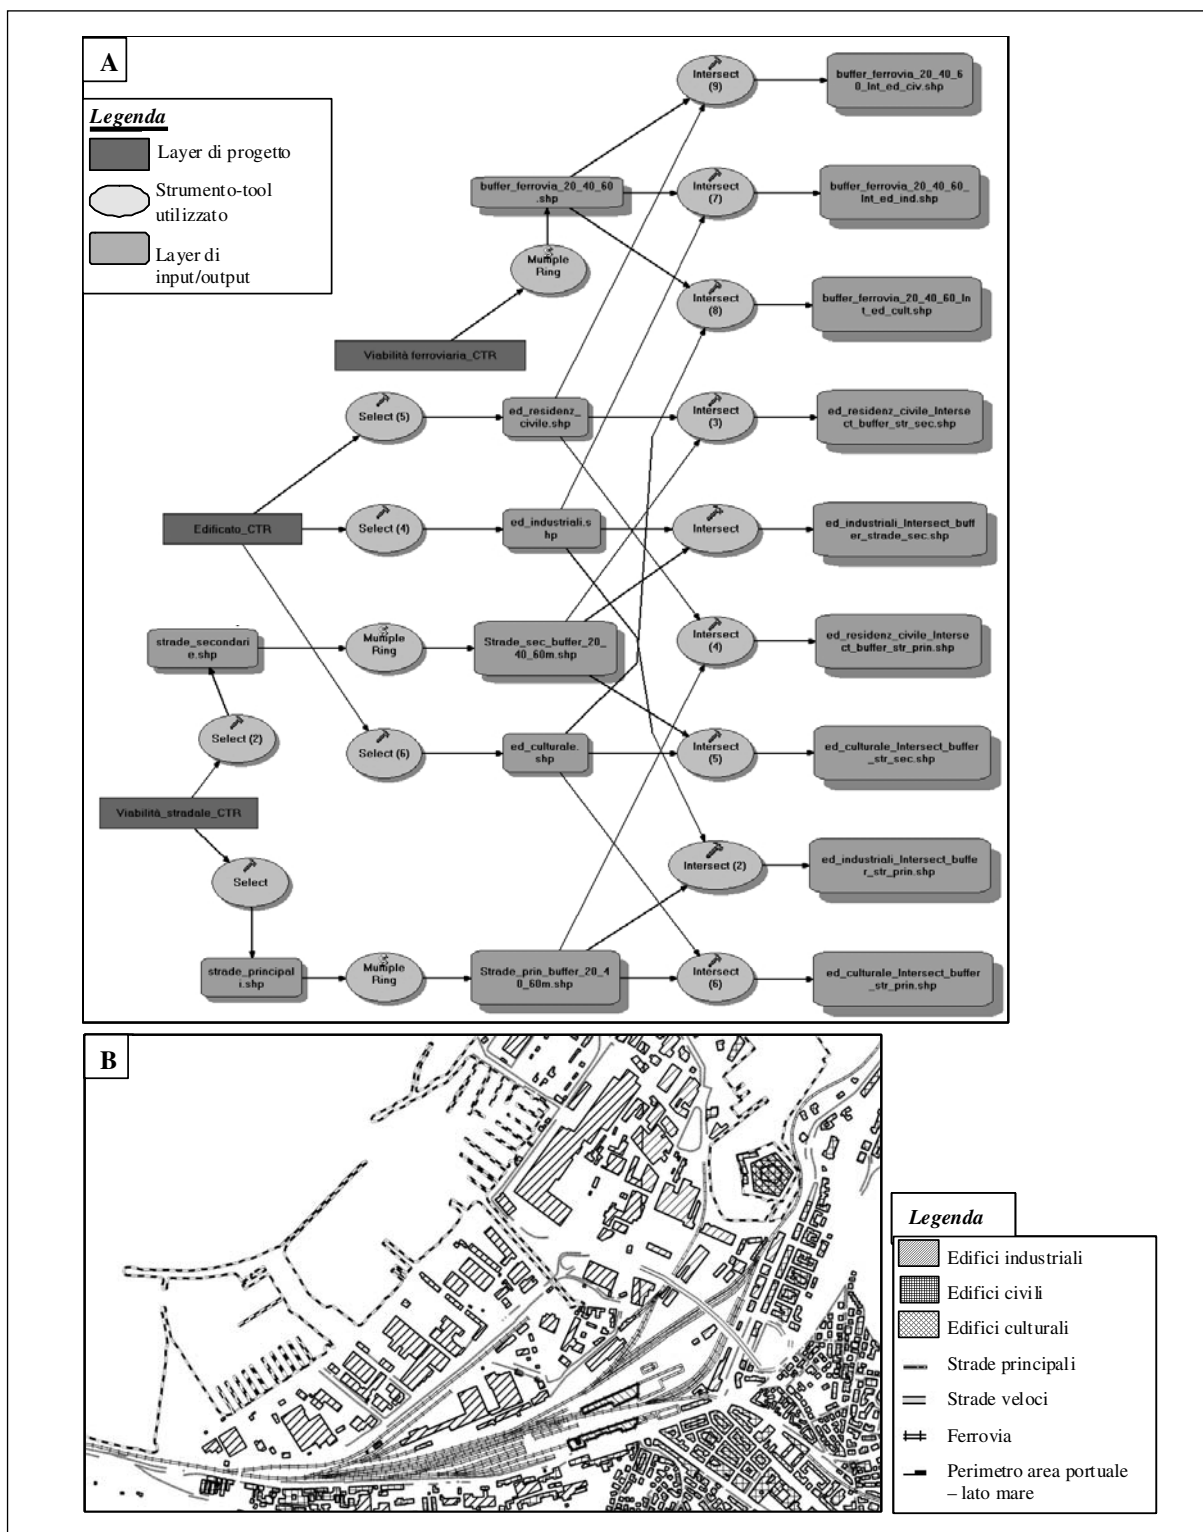 A
Legenda
Layer di progetto
Strumento-tool
utilizzato
Layer di
input/output
Intersect
(9)
buffer_ferrovia_20_40_6
0_Int_ed_civ.shp
buffer_ferrovia_20_40_60
.shp
Intersect
(7)
buffer_ferrovia_20_40_60_
Int_ed_ind.shp
Multiple
Ring
Intersect
(8)
buffer_ferrovia_20_40_60_In
t_ed_cult.shp
Viabilità ferroviaria_CTR
Select (5)
ed_residenz_
civile.shp
Intersect
(3)
ed_residenz_civile_Interse
ct_buffer_str_sec.shp
Edificato_CTR
Select (4)
ed_industriali.s
hp
Intersect
ed_industriali_Intersect_buf
fer_strade_sec.shp
strade_secondari
e.shp
Multiple
Ring
Strade_sec_buffer_20_
40_60m.shp
Intersect
(4)
ed_residenz_civile_Interse
ct_buffer_str_prin.shp
Select (2)
Select (6)
ed_culturale.
shp
Intersect
(5)
ed_culturale_Intersect_buffer
_str_sec.shp
Viabilità_stradale_CTR
Select
Intersect (2)
ed_industriali_Intersect_buffe
r_str_prin.shp
strade_principal
i.shp
Multiple
Ring
Strade_prin_buffer_20_4
0_60m.shp
Intersect
(6)
ed_culturale_Intersect_buffer
_str_prin.shp
B
Legenda
Edifici industriali
Edifici civili
Edifici culturali
Strade principali
Strade veloci
Ferrovia
Perimetro area portuale
– lato mare